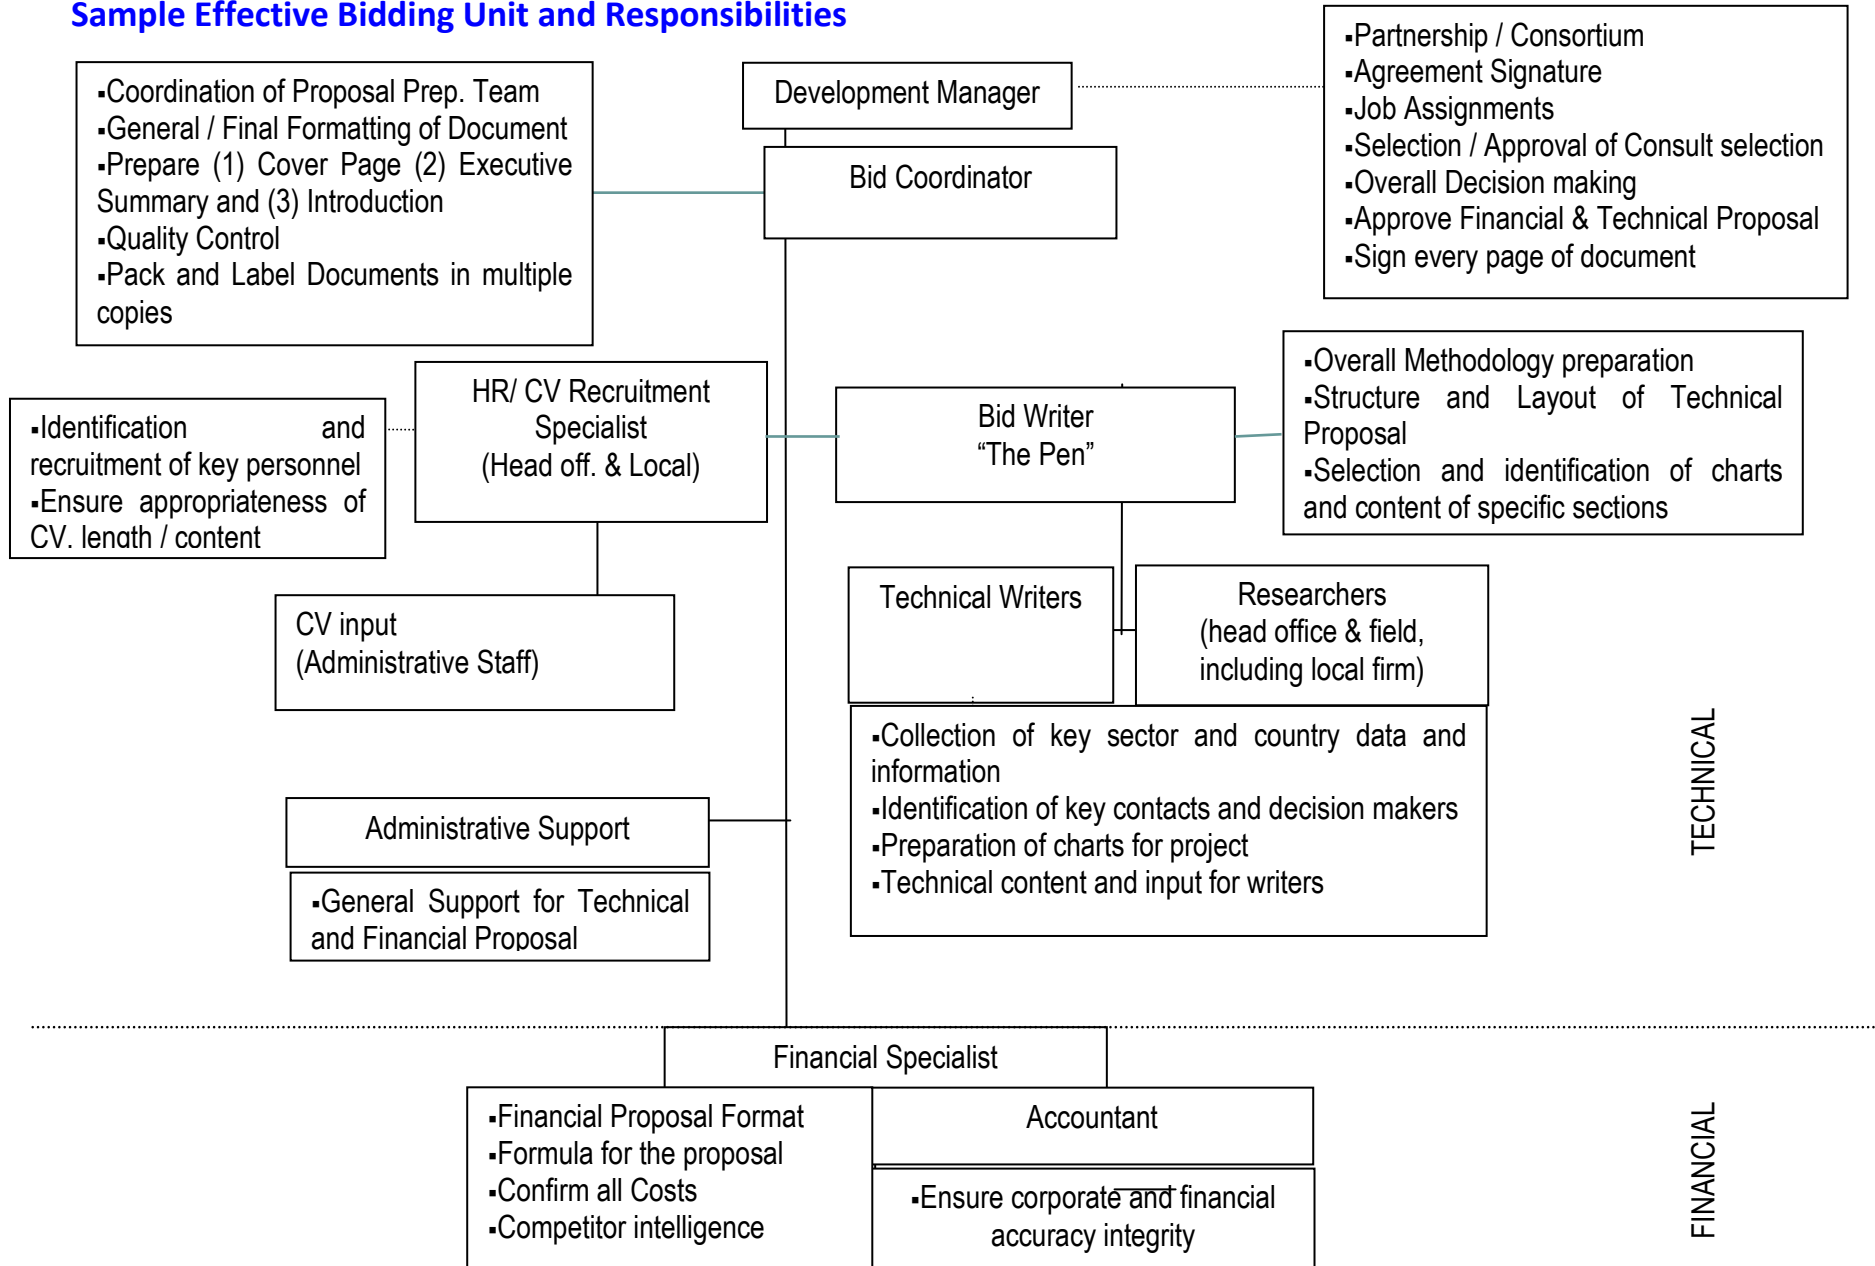 Sample Effective Bidding Unit and Responsibilities
▪Coordination of Proposal Prep. Team
▪General / Final Formatting of Document
▪Prepare (1) Cover Page (2) Executive
Summary and (3) Introduction
▪Quality Control
▪Pack and Label Documents in multiple
copies
Development Manager
Bid Coordinator
▪Partnership / Consortium
▪Agreement Signature
▪Job Assignments
▪Selection / Approval of Consult selection
▪Overall Decision making
▪Approve Financial & Technical Proposal
▪Sign every page of document
▪Identification and
recruitment of key personnel
▪Ensure appropriateness of
CV. length / content
HR/ CV Recruitment
Specialist
(Head off. & Local)
Bid Writer
“The Pen”
▪Overall Methodology preparation
▪Structure and Layout of Technical
Proposal
▪Selection and identification of charts
and content of specific sections
CV input
(Administrative Staff)
Technical Writers
Researchers
(head office & field,
including local firm)
▪Collection of key sector and country data and
information
▪Identification of key contacts and decision makers
▪Preparation of charts for project
▪Technical content and input for writers
TECHNICAL
Administrative Support
▪General Support for Technical
and Financial Proposal
Financial Specialist
▪Financial Proposal Format
▪Formula for the proposal
▪Confirm all Costs
▪Competitor intelligence
Accountant
▪Ensure corporate and financial
accuracy integrity
FINANCIAL